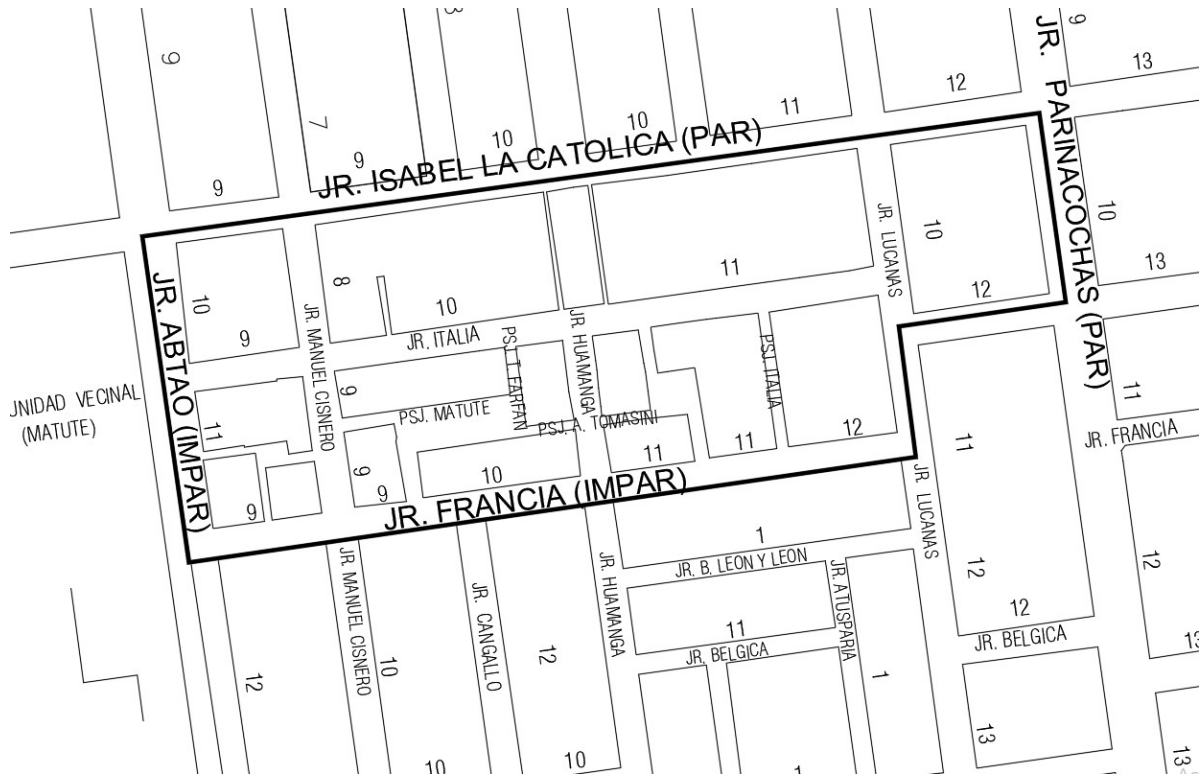 9
7
9
9
8
10
10
11
12
9
13
JR. ISABEL LA CATOLICA (PAR)
JR. PARINACOCHAS (PAR)
JR. ABTAO (IMPAR)
JR. FRANCIA (IMPAR)
10
9
JR. MANUEL CISNERO
8
10
JR. ITALIA
11
JR. LUCANAS
10
12
10
13
UNIDAD VECINAL
(MATUTE)
11
9
9
PSJ. MATUTE
PSJ. T. FARFAN
JR. HUAMANGA
PSJ. A. TOMASINI
PSJ. ITALIA
9
9
10
11
11
12
11
11
JR. FRANCIA
JR. LUCANAS
12
12
12
JR. BELGICA
13
13
13
1
JR. B. LEON Y LEON
JR. ATUSPARIA
11
JR. BELGICA
1
1
JR. HUAMANGA
12
10
JR. CANGALLO
10
10
JR. MANUEL CISNERO
12